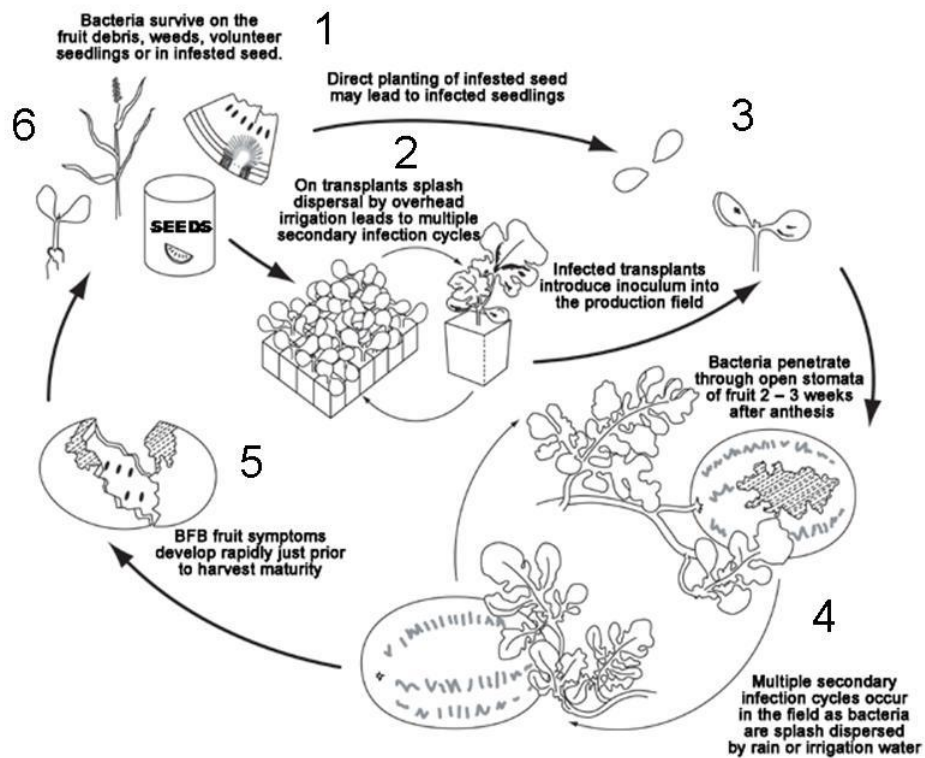 Bacteria survive on the
fruit debris, weeds, volunteer
seedlings or in infested seed.
1
Direct planting of infested seed
may lead to infected seedlings
3
6
2
On transplants splash
dispersal by overhead
irrigation leads to multiple
secondary infection cycles
SEEDS
Infected transplants
introduce inoculum into
the production field
Bacteria penetrate
through open stomata
of fruit 2 – 3 weeks
after anthesis
5
BFB fruit symptoms
develop rapidly just prior
to harvest maturity
4
Multiple secondary
infection cycles occur
in the field as bacteria
are splash dispersed
by rain or irrigation water